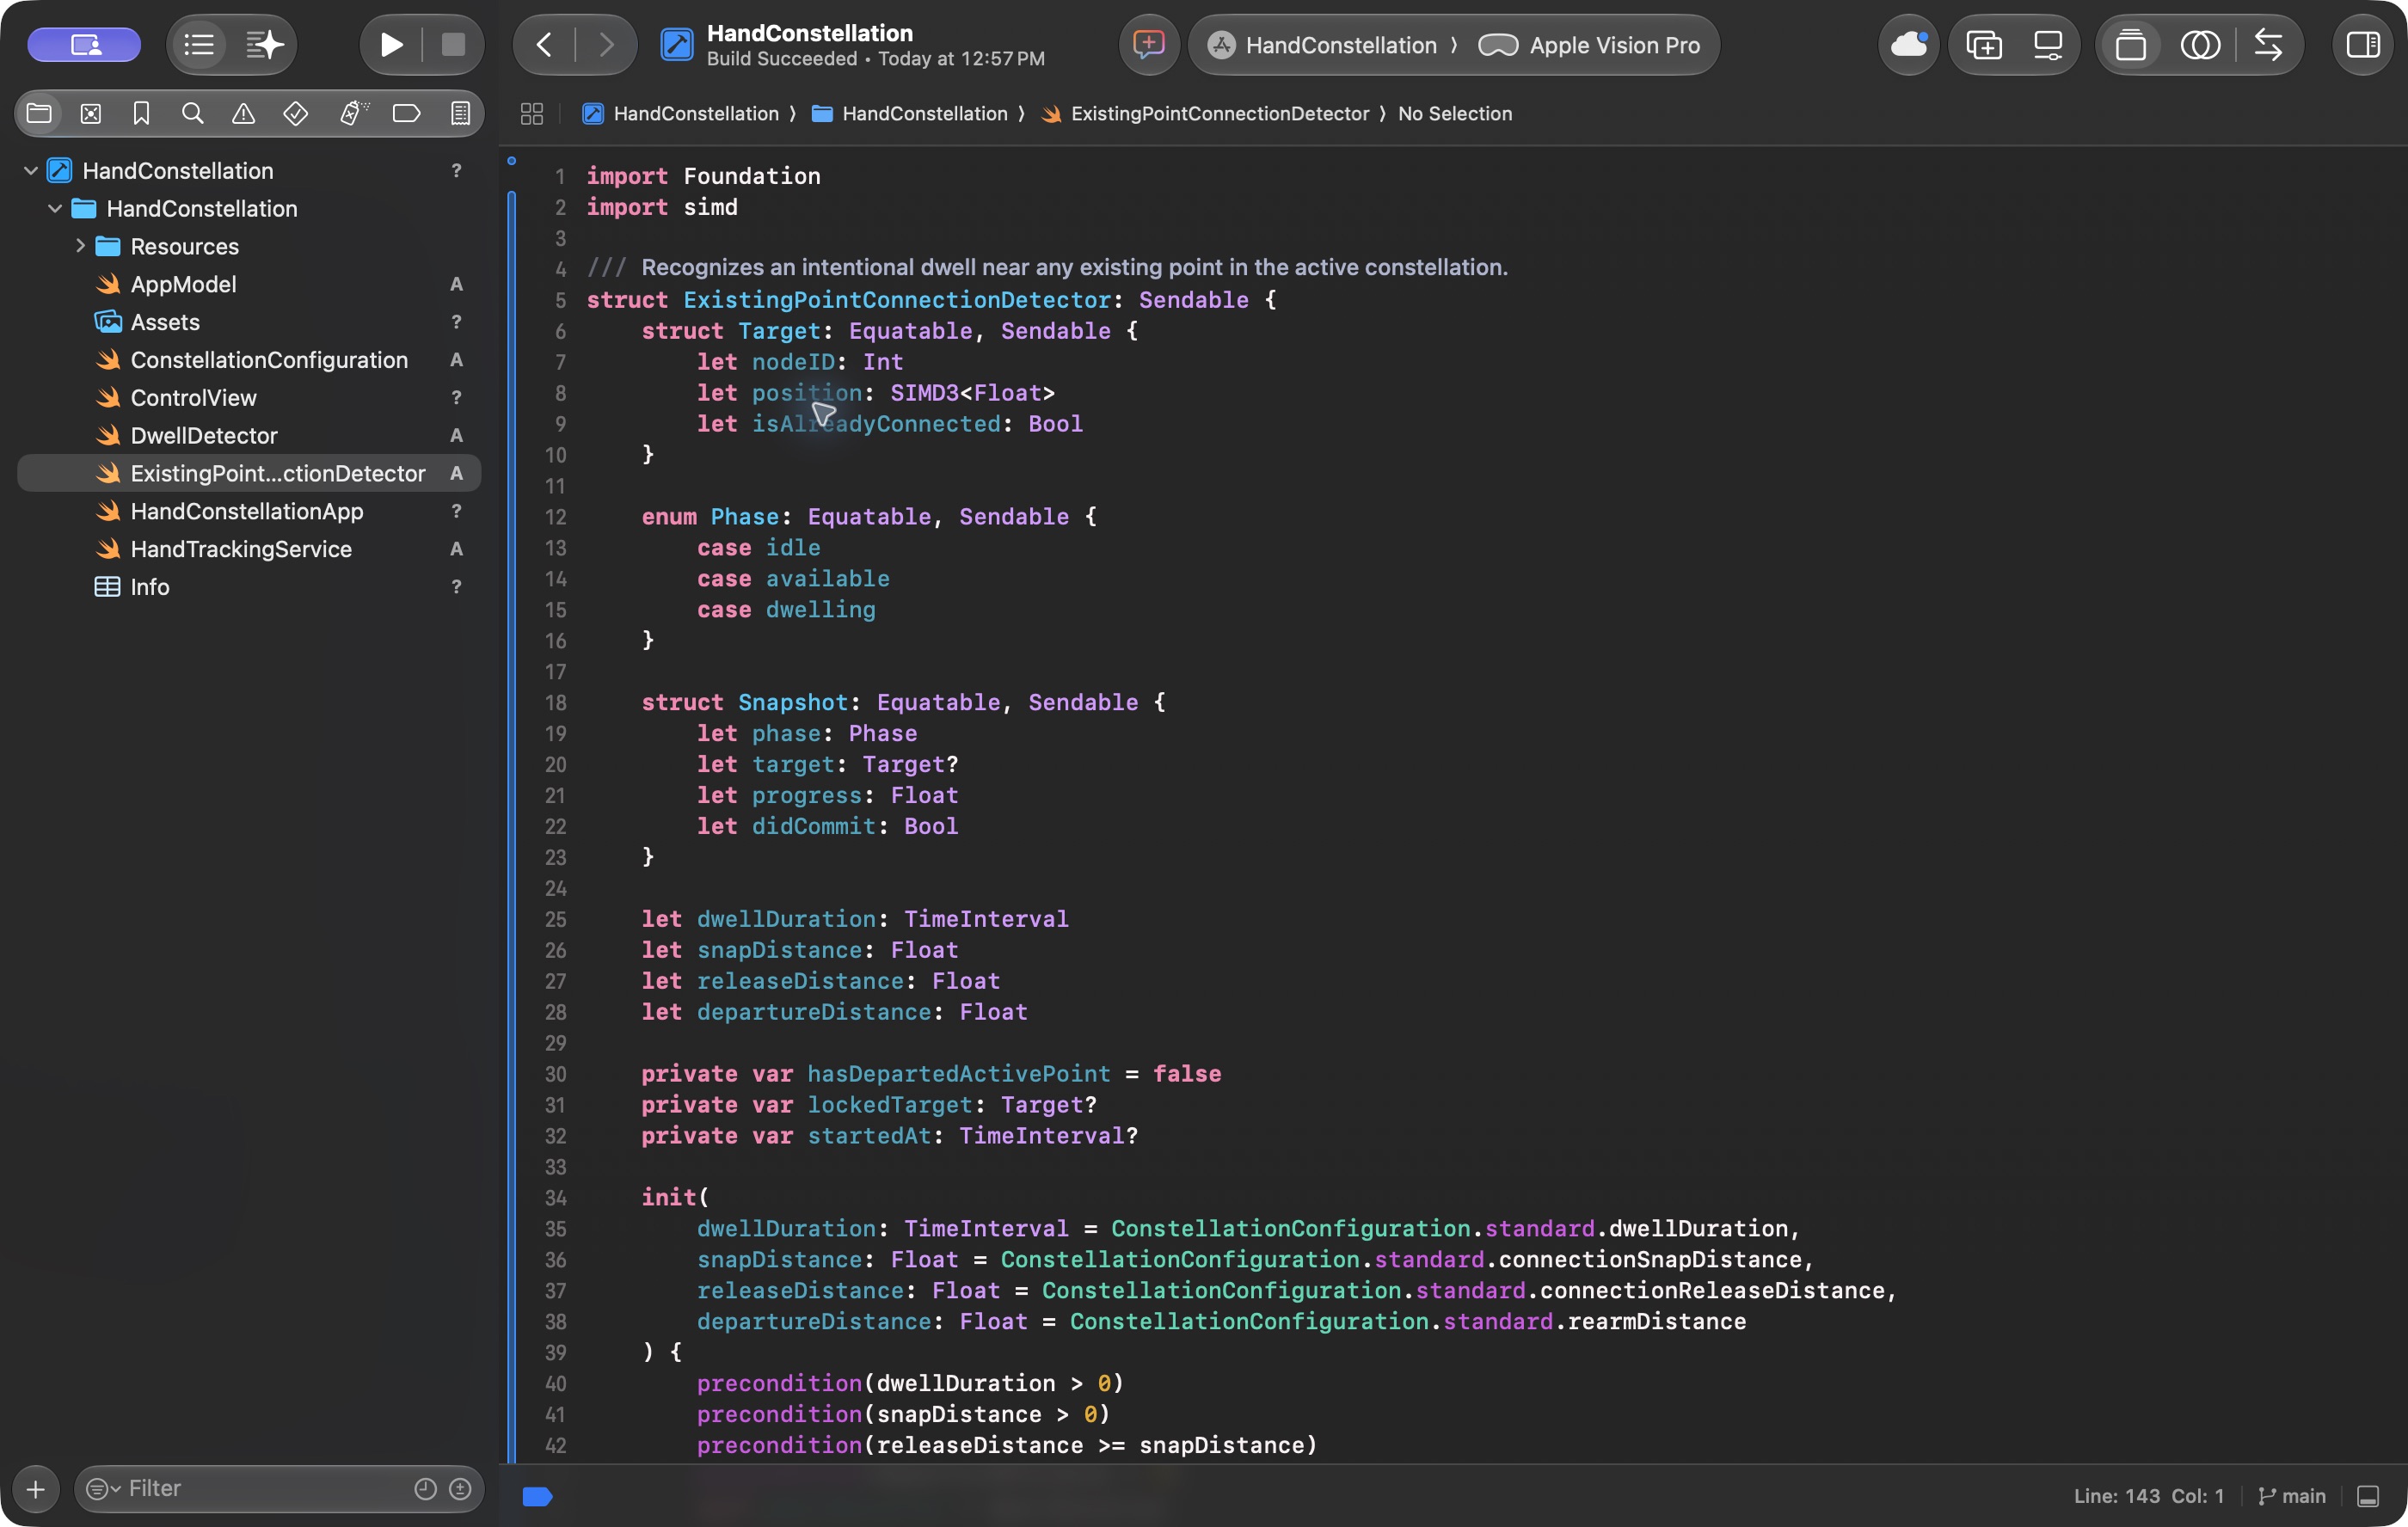 HandConstellation
Build Succeeded • Today at 12:57 PM
HandConstellation 〉 Apple Vision Pro
HandConstellation 〉 HandConstellation 〉 ExistingPointConnectionDetector 〉 No Selection
HandConstellation ?
HandConstellation
Resources
AppModel A
Assets ?
ConstellationConfiguration A
ControlView ?
DwellDetector A
ExistingPoint...ctionDetector A
HandConstellationApp ?
HandTrackingService A
Info ?
Filter
1 import Foundation
2 import simd
3
4 /// Recognizes an intentional dwell near any existing point in the active constellation.
5 struct ExistingPointConnectionDetector: Sendable {
6     struct Target: Equatable, Sendable {
7         let nodeID: Int
8         let position: SIMD3<Float>
9         let isAlreadyConnected: Bool
10     }
11
12     enum Phase: Equatable, Sendable {
13         case idle
14         case available
15         case dwelling
16     }
17
18     struct Snapshot: Equatable, Sendable {
19         let phase: Phase
20         let target: Target?
21         let progress: Float
22         let didCommit: Bool
23     }
24
25     let dwellDuration: TimeInterval
26     let snapDistance: Float
27     let releaseDistance: Float
28     let departureDistance: Float
29
30     private var hasDepartedActivePoint = false
31     private var lockedTarget: Target?
32     private var startedAt: TimeInterval?
33
34     init(
35         dwellDuration: TimeInterval = ConstellationConfiguration.standard.dwellDuration,
36         snapDistance: Float = ConstellationConfiguration.standard.connectionSnapDistance,
37         releaseDistance: Float = ConstellationConfiguration.standard.connectionReleaseDistance,
38         departureDistance: Float = ConstellationConfiguration.standard.rearmDistance
39     ) {
40         precondition(dwellDuration > 0)
41         precondition(snapDistance > 0)
42         precondition(releaseDistance >= snapDistance)
Line: 143 Col: 1
main